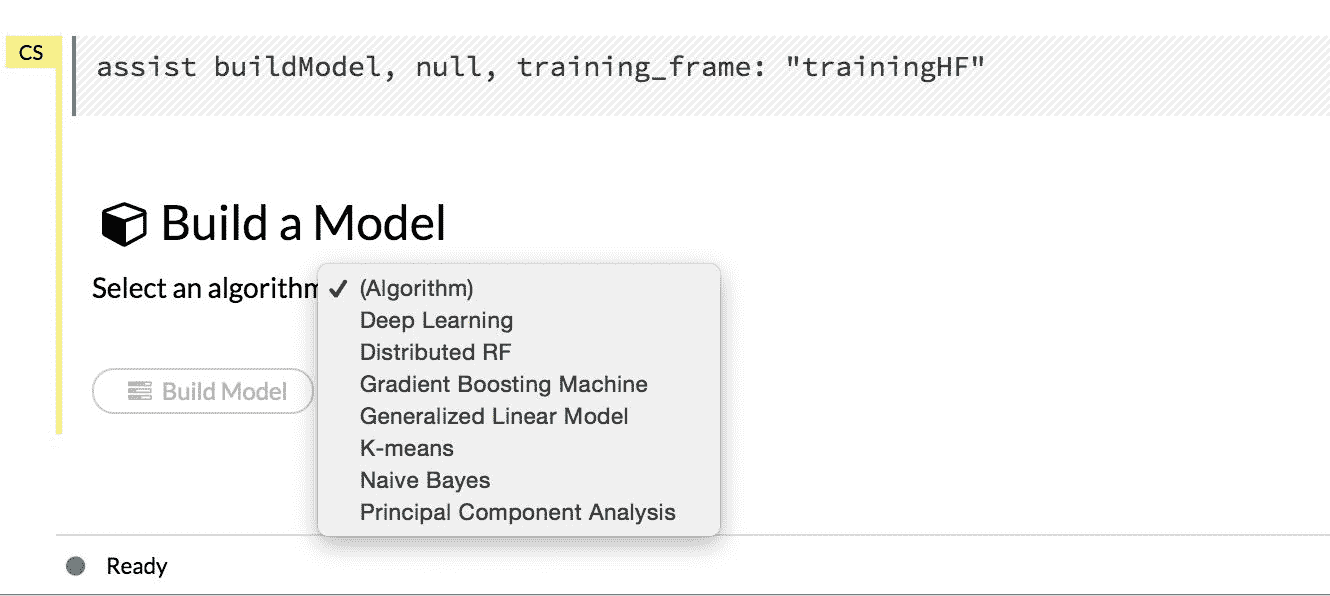 CS
assist buildModel, null, training_frame: "trainingHF"
Build a Model
Select an algorithm
✓ (Algorithm)
Deep Learning
Distributed RF
Gradient Boosting Machine
Generalized Linear Model
K-means
Naive Bayes
Principal Component Analysis
Build Model
Ready